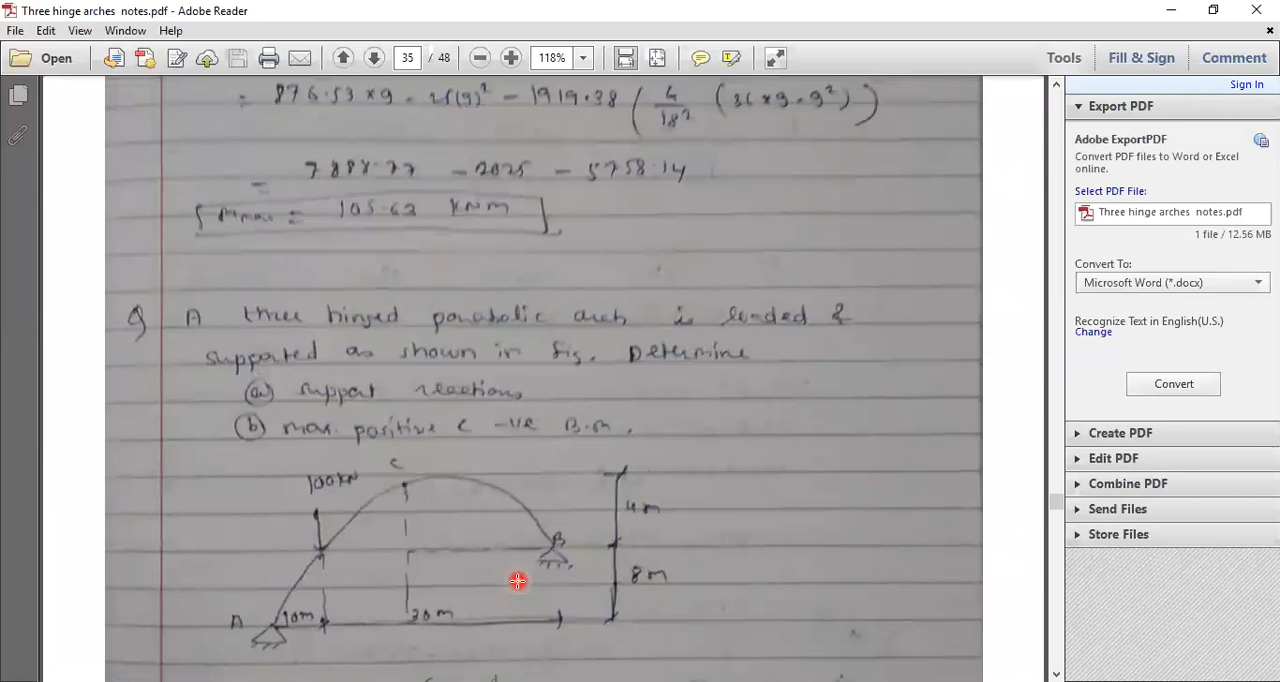 Three hinge arches notes.pdf - Adobe Reader
File Edit View Window Help
Open 35 / 48 118% Tools Fill & Sign Comment
Sign In
Export PDF
Adobe ExportPDF
Convert PDF files to Word or Excel
online.
Select PDF File:
Three hinge arches notes.pdf
1 file / 12.56 MB
Convert To:
Microsoft Word (*.docx)
Recognize Text in English(U.S.)
Change
Convert
Create PDF
Edit PDF
Combine PDF
Send Files
Store Files
= 876.53 x 9 - 25(9)² - 1919.38 ( 4/18² (36 x 9 - 9²) )
= 7888.77 - 2025 - 5758.14
Mmax = 105.63 KNm
Q A three hinged parabolic arch is loaded &
supported as shown in fig. Determine
(a) support reactions
(b) max. positive & -ve B.M.
C
100KN
4m
B
8m
A 10m 30m